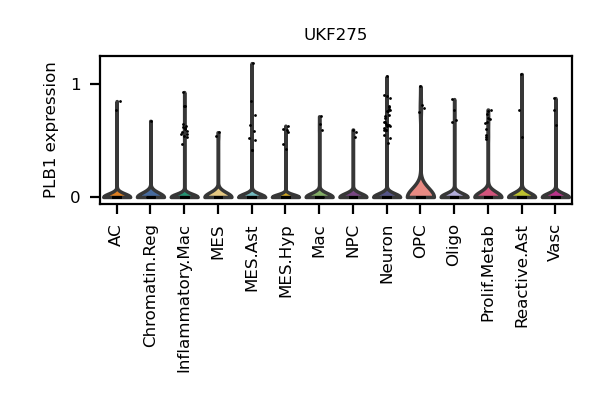 UKF275
PLB1 expression
1
0
AC
Chromatin.Reg
Inflammatory.Mac
MES
MES.Ast
MES.Hyp
Mac
NPC
Neuron
OPC
Oligo
Prolif.Metab
Reactive.Ast
Vasc